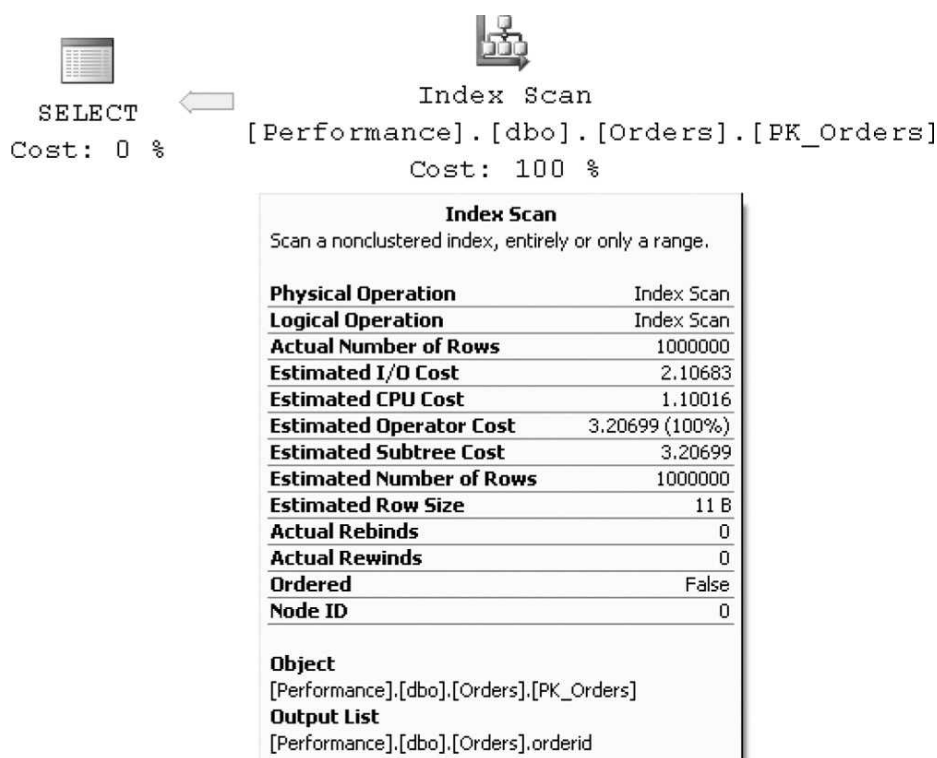 SELECT
Cost: 0 %
Index Scan
[Performance].[dbo].[Orders].[PK_Orders]
Cost: 100 %
Index Scan
Scan a nonclustered index, entirely or only a range.
Physical Operation Index Scan
Logical Operation Index Scan
Actual Number of Rows 1000000
Estimated I/O Cost 2.10683
Estimated CPU Cost 1.10016
Estimated Operator Cost 3.20699 (100%)
Estimated Subtree Cost 3.20699
Estimated Number of Rows 1000000
Estimated Row Size 11 B
Actual Rebinds 0
Actual Rewinds 0
Ordered False
Node ID 0
Object
[Performance].[dbo].[Orders].[PK_Orders]
Output List
[Performance].[dbo].[Orders].orderid